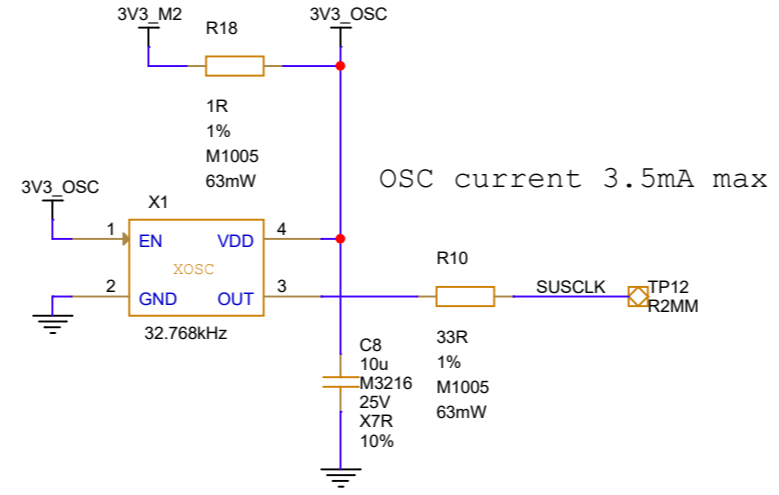 3V3_M2
R18
3V3_OSC
1R
1%
M1005
63mW
OSC current 3.5mA max
3V3_OSC
X1
1
EN
VDD
4
XOSC
2
GND
OUT
3
32.768kHz
R10
SUSCLK
TP12
R2MM
33R
1%
M1005
63mW
C8
10u
M3216
25V
X7R
10%